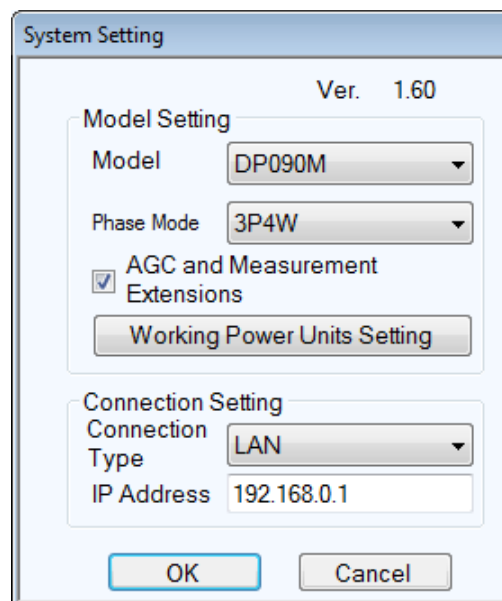 System Setting
Ver. 1.60
Model Setting
Model DP090M
Phase Mode 3P4W
AGC and Measurement
Extensions
Working Power Units Setting
Connection Setting
Connection
Type LAN
IP Address 192.168.0.1
OK Cancel